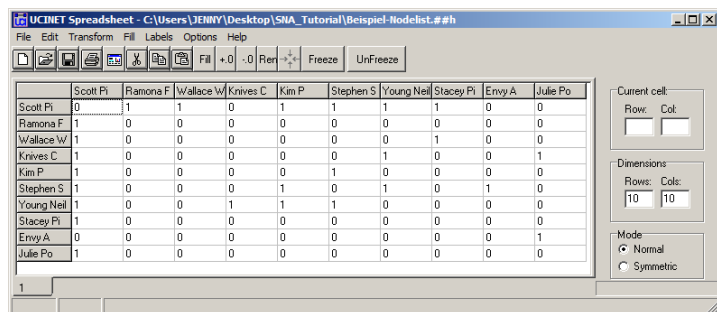 UCINET Spreadsheet - C:\Users\JENNY\Desktop\SNA_Tutorial\Beispiel-Nodelist.##h
File Edit Transform Fill Labels Options Help
Fill +.0 -.0 Ren Freeze UnFreeze
Scott Pi Ramona F Wallace W Knives C Kim P Stephen S Young Neil Stacey Pi Envy A Julie Po
Scott Pi 0 1 1 0 1 1 1 1 0 0
Ramona F 1 0 0 0 0 0 0 0 0 0
Wallace W 1 0 0 0 0 0 0 1 0 0
Knives C 1 0 0 0 0 0 1 0 0 1
Kim P 1 0 0 0 0 1 0 0 0 0
Stephen S 1 0 0 0 1 0 1 0 1 0
Young Neil 1 0 0 1 1 1 0 0 0 0
Stacey Pi 1 0 0 0 0 0 0 0 0 0
Envy A 0 0 0 0 0 0 0 0 0 1
Julie Po 1 0 0 0 0 0 0 0 0 0
Current cell:
Row: Col:
Dimensions
Rows: Cols:
10 10
Mode
Normal
Symmetric
1